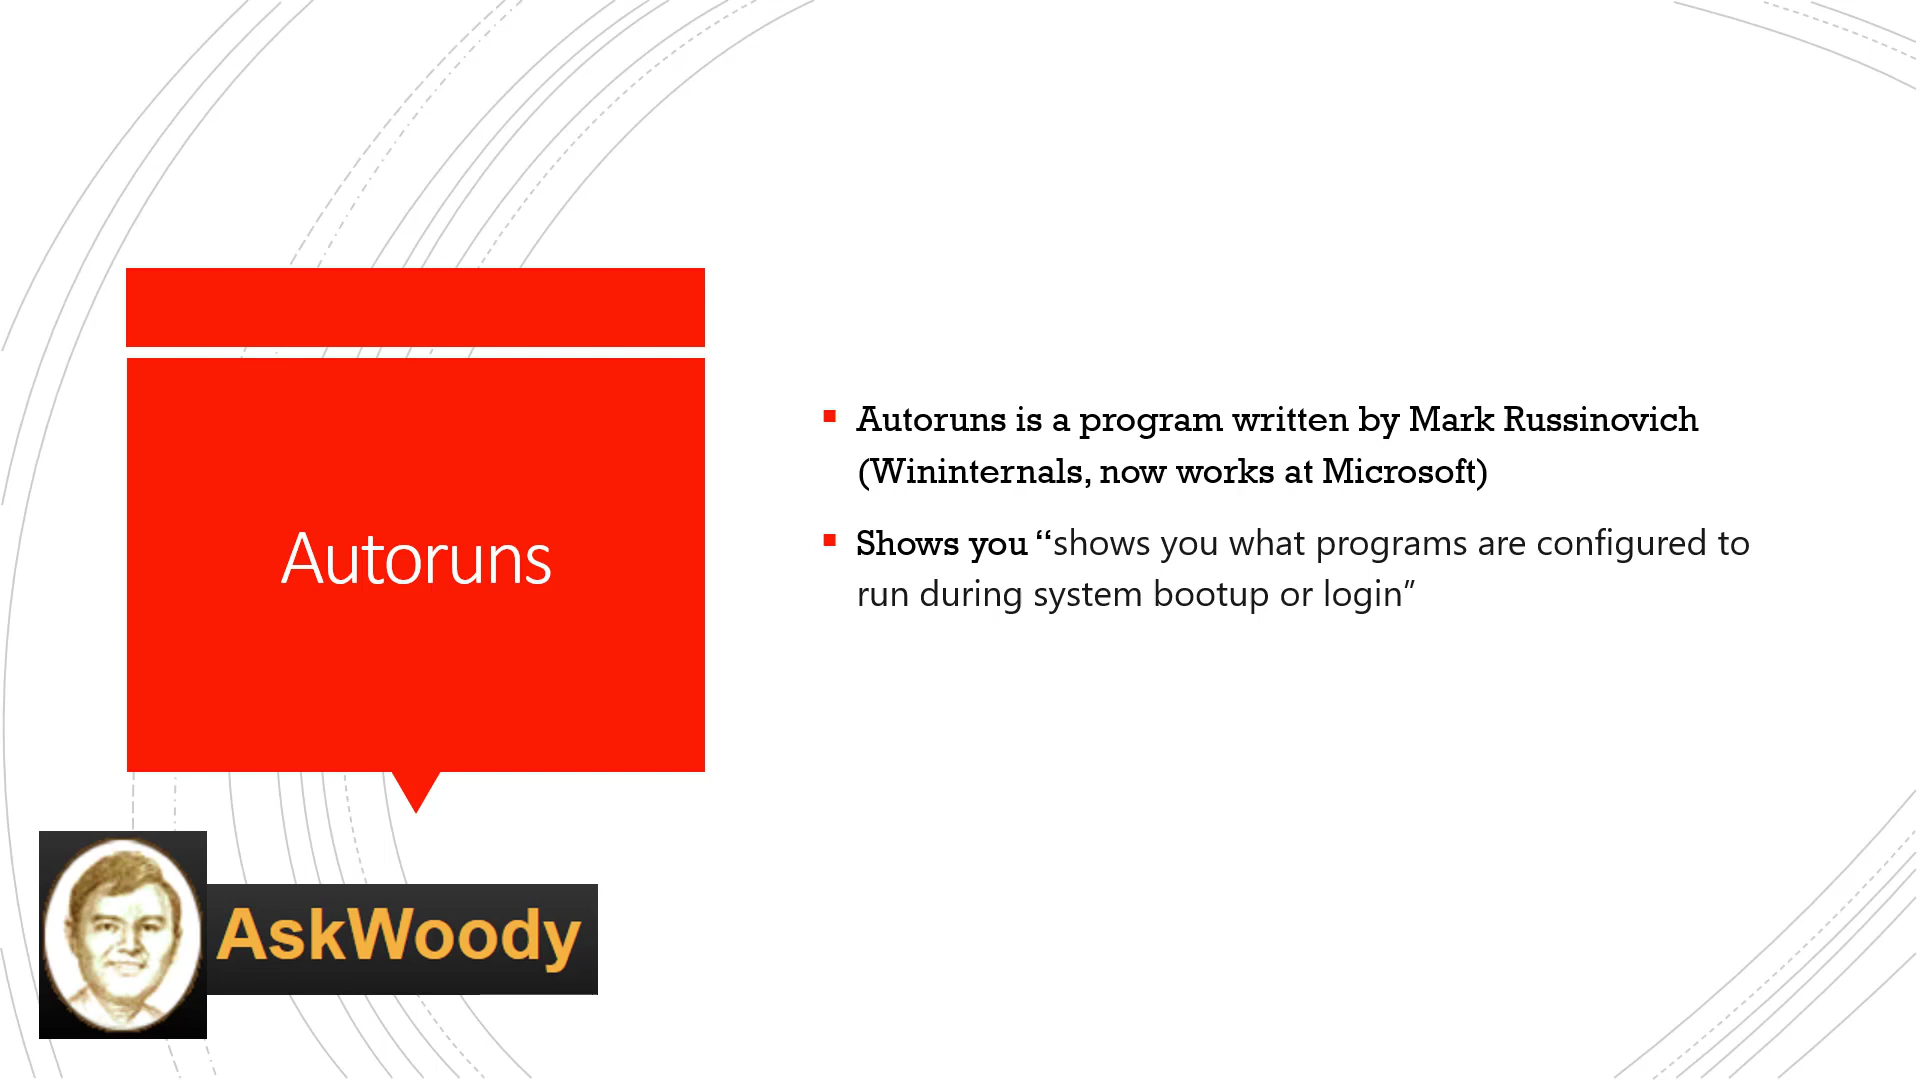 Autoruns
Autoruns is a program written by Mark Russinovich
(Wininternals, now works at Microsoft)
Shows you “shows you what programs are configured to
run during system bootup or login”
AskWoody